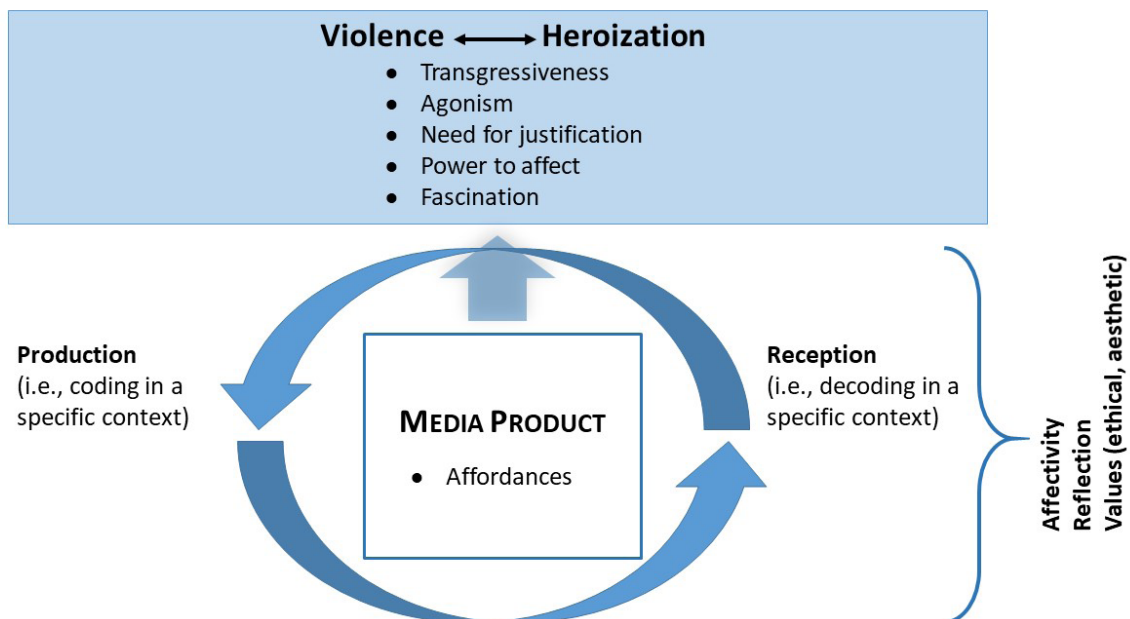 Violence ⟷ Heroization
● Transgressiveness
● Agonism
● Need for justification
● Power to affect
● Fascination
Production
(i.e., coding in a
specific context)
MEDIA PRODUCT
● Affordances
Reception
(i.e., decoding in a
specific context)
Affectivity
Reflection
Values (ethical, aesthetic)